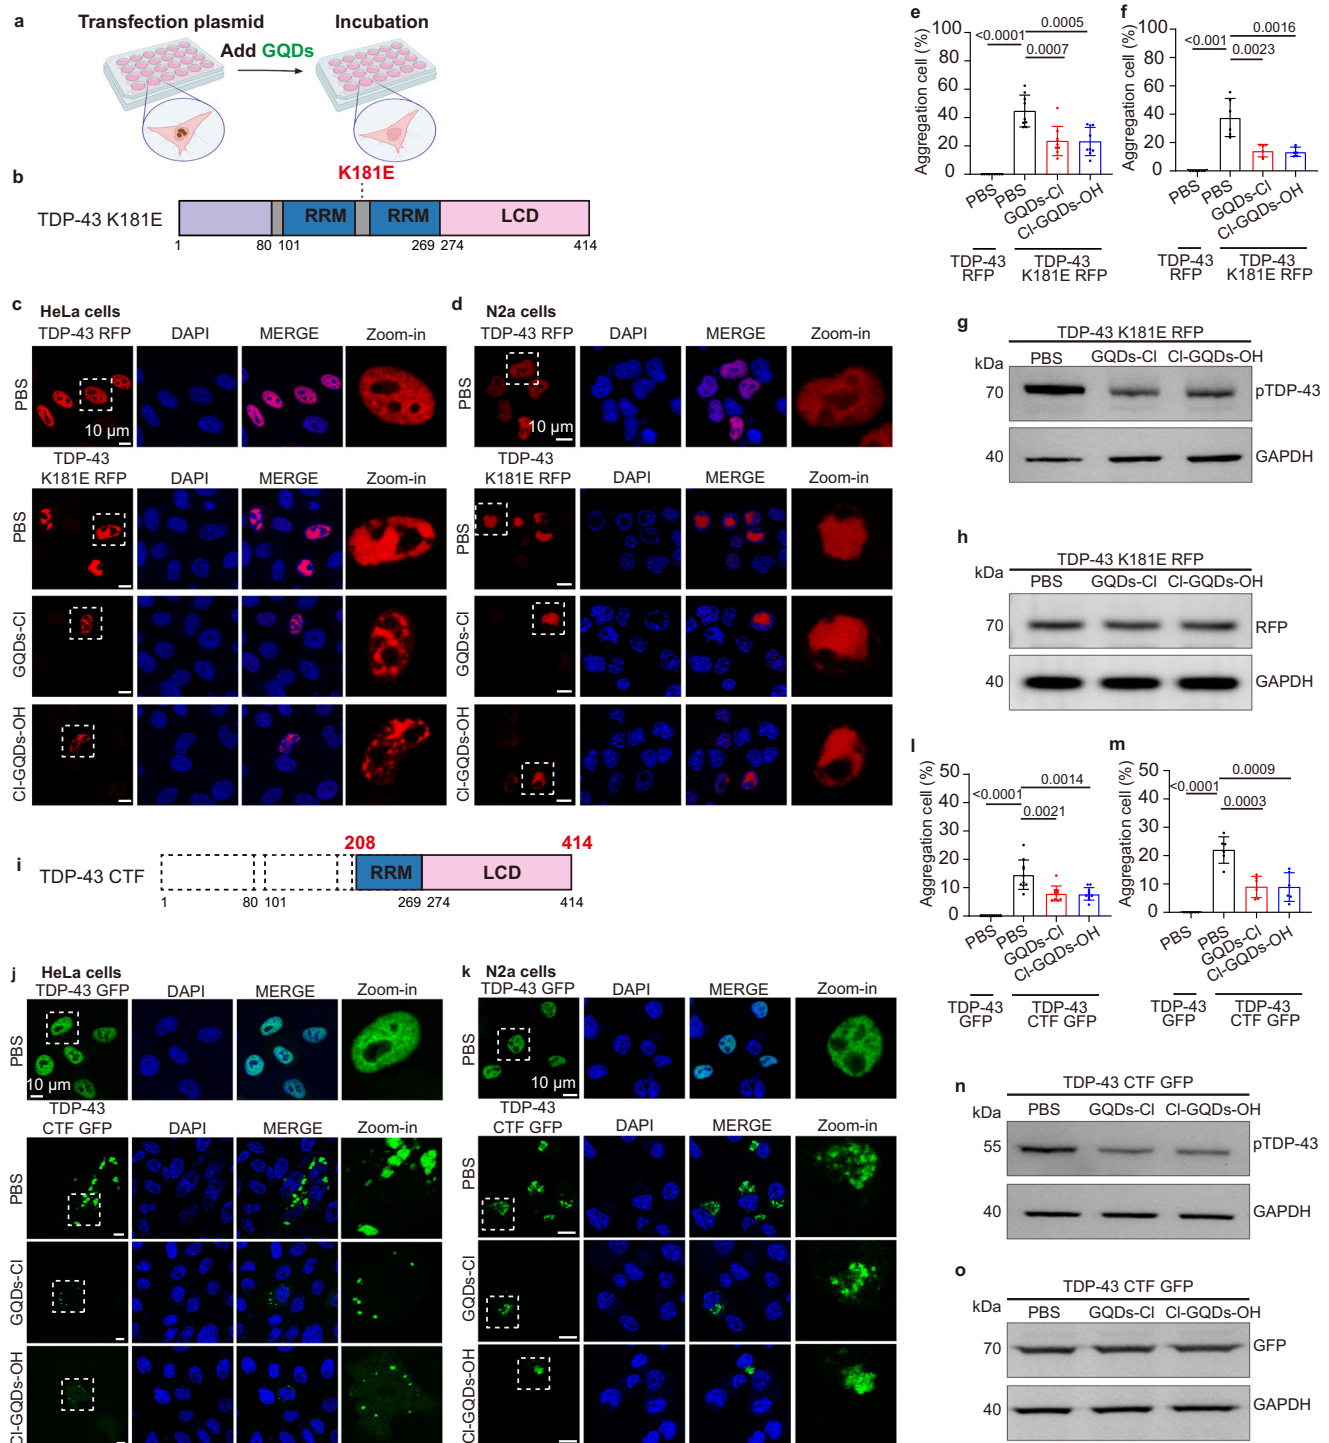 a
Transfection plasmid
Incubation
Add GQDs
b
K181E
TDP-43 K181E
RRM
RRM
LCD
1
80
101
269
274
414
c
HeLa cells
TDP-43 RFP
DAPI
MERGE
Zoom-in
PBS
10 µm
TDP-43
K181E RFP
DAPI
MERGE
Zoom-in
PBS
GQDs-Cl
Cl-GQDs-OH
d
N2a cells
TDP-43 RFP
DAPI
MERGE
Zoom-in
PBS
10 µm
TDP-43
K181E RFP
DAPI
MERGE
Zoom-in
PBS
GQDs-Cl
Cl-GQDs-OH
e
Aggregation cell (%)
100
80
60
40
20
0
<0.0001
0.0005
0.0007
PBS
PBS
GQDs-Cl
Cl-GQDs-OH
TDP-43
RFP
TDP-43
K181E RFP
f
Aggregation cell (%)
100
80
60
40
20
0
<0.001
0.0016
0.0023
PBS
PBS
GQDs-Cl
Cl-GQDs-OH
TDP-43
RFP
TDP-43
K181E RFP
g
TDP-43 K181E RFP
kDa
PBS
GQDs-Cl
Cl-GQDs-OH
70
pTDP-43
40
GAPDH
h
TDP-43 K181E RFP
kDa
PBS
GQDs-Cl
Cl-GQDs-OH
70
RFP
40
GAPDH
i
TDP-43 CTF
208
414
RRM
LCD
1
80
101
269
274
414
j
HeLa cells
TDP-43 GFP
DAPI
MERGE
Zoom-in
PBS
10 µm
TDP-43
CTF GFP
DAPI
MERGE
Zoom-in
PBS
GQDs-Cl
Cl-GQDs-OH
k
N2a cells
TDP-43 GFP
DAPI
MERGE
Zoom-in
PBS
10 µm
TDP-43
CTF GFP
DAPI
MERGE
Zoom-in
PBS
GQDs-Cl
Cl-GQDs-OH
l
Aggregation cell (%)
50
40
30
20
10
0
<0.0001
0.0014
0.0021
PBS
PBS
GQDs-Cl
Cl-GQDs-OH
TDP-43
GFP
TDP-43
CTF GFP
m
Aggregation cell (%)
50
40
30
20
10
0
<0.0001
0.0009
0.0003
PBS
PBS
GQDs-Cl
Cl-GQDs-OH
TDP-43
GFP
TDP-43
CTF GFP
n
TDP-43 CTF GFP
kDa
PBS
GQDs-Cl
Cl-GQDs-OH
55
pTDP-43
40
GAPDH
o
TDP-43 CTF GFP
kDa
PBS
GQDs-Cl
Cl-GQDs-OH
70
GFP
40
GAPDH